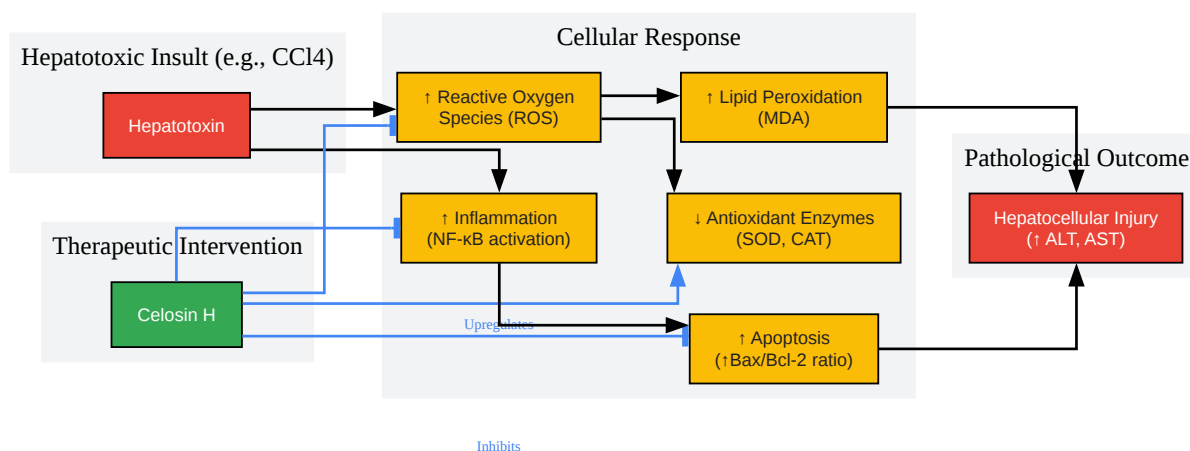 Hepatotoxic Insult (e.g., CCl4)
Hepatotoxin
Therapeutic Intervention
Celosin H
Cellular Response
↑ Reactive Oxygen
Species (ROS)
↑ Lipid Peroxidation
(MDA)
↑ Inflammation
(NF-κB activation)
↓ Antioxidant Enzymes
(SOD, CAT)
Upregulates
↑ Apoptosis
(↑Bax/Bcl-2 ratio)
Pathological Outcome
Hepatocellular Injury
(↑ ALT, AST)
Inhibits